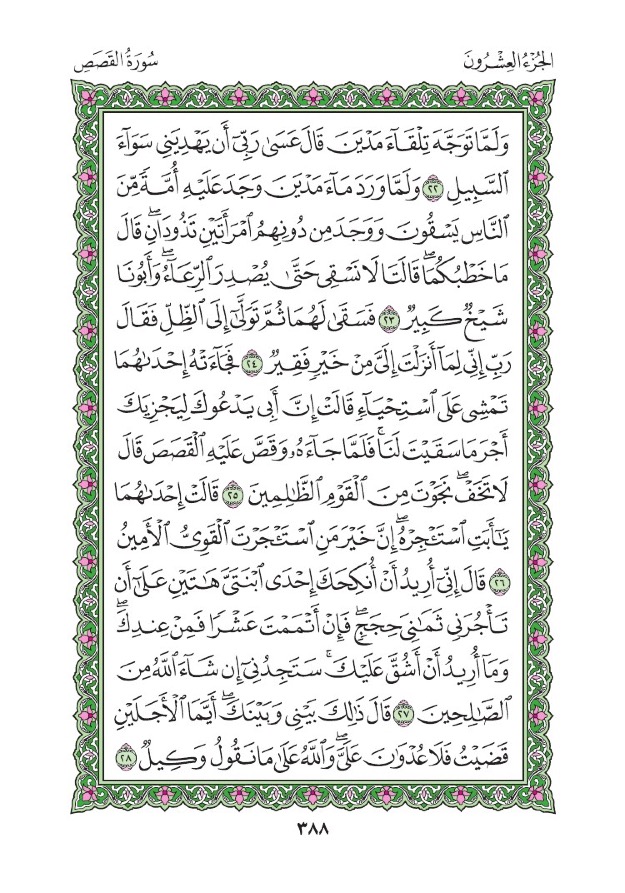 الجُزْءُ العِشْرُونَ
سُورَةُ القَصَصِ
وَلَمَّا تَوَجَّهَ تِلْقَآءَ مَدْيَنَ قَالَ عَسَىٰ رَبِّىٓ أَن يَهْدِيَنِى سَوَآءَ
ٱلسَّبِيلِ ٢٢ وَلَمَّا وَرَدَ مَآءَ مَدْيَنَ وَجَدَ عَلَيْهِ أُمَّةً مِّنَ
ٱلنَّاسِ يَسْقُونَ وَوَجَدَ مِن دُونِهِمُ ٱمْرَأَتَيْنِ تَذُودَانِۖ قَالَ
مَا خَطْبُكُمَاۖ قَالَتَا لَا نَسْقِى حَتَّىٰ يُصْدِرَ ٱلرِّعَآءُۖ وَأَبُونَا
شَيْخٌ كَبِيرٌ ٢٣ فَسَقَىٰ لَهُمَا ثُمَّ تَوَلَّىٰٓ إِلَى ٱلظِّلِّ فَقَالَ
رَبِّ إِنِّى لِمَآ أَنزَلْتَ إِلَىَّ مِنْ خَيْرٍ فَقِيرٌ ٢٤ فَجَآءَتْهُ إِحْدَىٰهُمَا
تَمْشِى عَلَى ٱسْتِحْيَآءٍ قَالَتْ إِنَّ أَبِى يَدْعُوكَ لِيَجْزِيَكَ
أَجْرَ مَا سَقَيْتَ لَنَاۚ فَلَمَّا جَآءَهُۥ وَقَصَّ عَلَيْهِ ٱلْقَصَصَ قَالَ
لَا تَخَفْۖ نَجَوْتَ مِنَ ٱلْقَوْمِ ٱلظَّٰلِمِينَ ٢٥ قَالَتْ إِحْدَىٰهُمَا
يَٰٓأَبَتِ ٱسْتَـْٔجِرْهُۖ إِنَّ خَيْرَ مَنِ ٱسْتَـْٔجَرْتَ ٱلْقَوِىُّ ٱلْأَمِينُ
٢٦ قَالَ إِنِّىٓ أُرِيدُ أَنْ أُنكِحَكَ إِحْدَى ٱبْنَتَىَّ هَٰتَيْنِ عَلَىٰٓ أَن
تَأْجُرَنِى ثَمَٰنِىَ حِجَجٍۖ فَإِنْ أَتْمَمْتَ عَشْرًا فَمِنْ عِندِكَۖ
وَمَآ أُرِيدُ أَنْ أَشُقَّ عَلَيْكَۚ سَتَجِدُنِىٓ إِن شَآءَ ٱللَّهُ مِنَ
ٱلصَّٰلِحِينَ ٢٧ قَالَ ذَٰلِكَ بَيْنِى وَبَيْنَكَۖ أَيَّمَا ٱلْأَجَلَيْنِ
قَضَيْتُ فَلَا عُدْوَٰنَ عَلَىَّۖ وَٱللَّهُ عَلَىٰ مَا نَقُولُ وَكِيلٌ ٢٨
٣٨٨